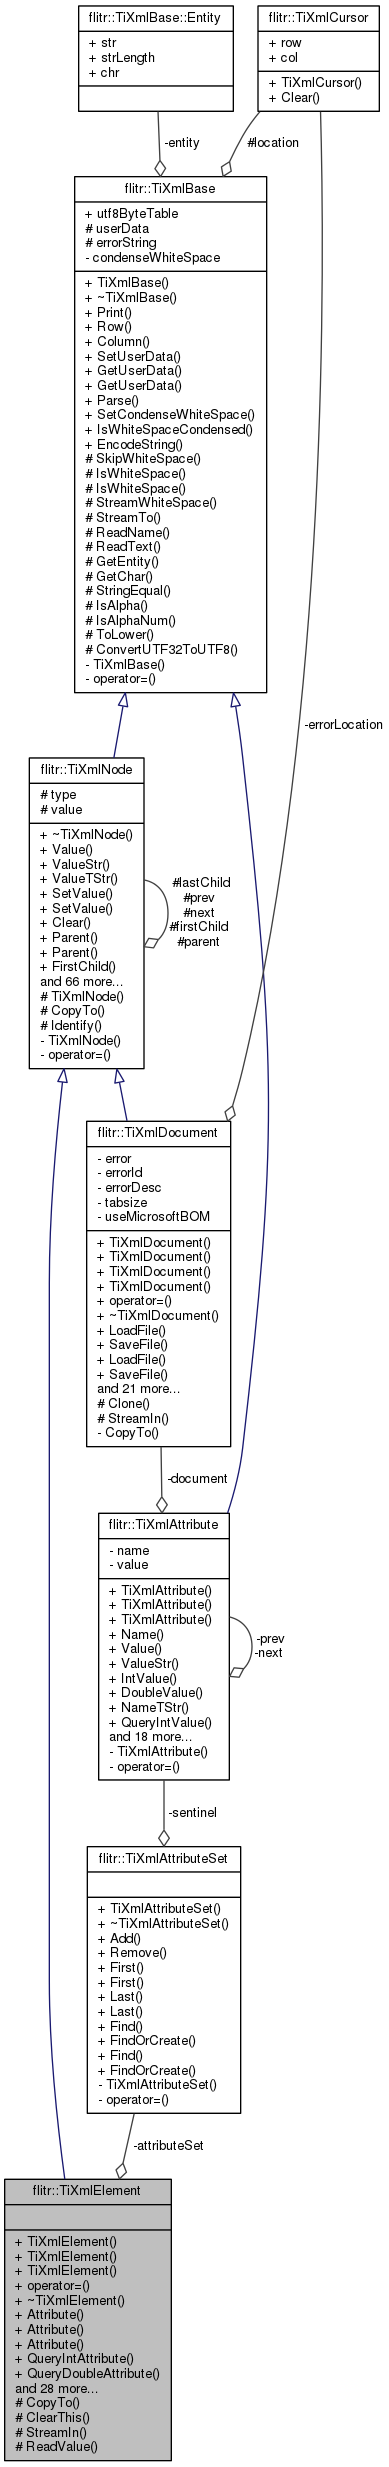 flitr::TiXmlBase::Entity
+ str
+ strLength
+ chr
flitr::TiXmlCursor
+ row
+ col
+ TiXmlCursor()
+ Clear()
-entity
#location
flitr::TiXmlBase
+ utf8ByteTable
# userData
# errorString
- condenseWhiteSpace
+ TiXmlBase()
+ ~TiXmlBase()
+ Print()
+ Row()
+ Column()
+ SetUserData()
+ GetUserData()
+ GetUserData()
+ Parse()
+ SetCondenseWhiteSpace()
+ IsWhiteSpaceCondensed()
+ EncodeString()
# SkipWhiteSpace()
# IsWhiteSpace()
# IsWhiteSpace()
# StreamWhiteSpace()
# StreamTo()
# ReadName()
# ReadText()
# GetEntity()
# GetChar()
# StringEqual()
# IsAlpha()
# IsAlphaNum()
# ToLower()
# ConvertUTF32ToUTF8()
- TiXmlBase()
- operator=()
-errorLocation
flitr::TiXmlNode
# type
# value
+ ~TiXmlNode()
+ Value()
+ ValueStr()
+ ValueTStr()
+ SetValue()
+ SetValue()
+ Clear()
+ Parent()
+ Parent()
+ FirstChild()
and 66 more...
# TiXmlNode()
# CopyTo()
# Identify()
- TiXmlNode()
- operator=()
#lastChild
#prev
#next
#firstChild
#parent
flitr::TiXmlDocument
- error
- errorId
- errorDesc
- tabsize
- useMicrosoftBOM
+ TiXmlDocument()
+ TiXmlDocument()
+ TiXmlDocument()
+ TiXmlDocument()
+ operator=()
+ ~TiXmlDocument()
+ LoadFile()
+ SaveFile()
+ LoadFile()
+ SaveFile()
and 21 more...
# Clone()
# StreamIn()
- CopyTo()
-document
flitr::TiXmlAttribute
- name
- value
+ TiXmlAttribute()
+ TiXmlAttribute()
+ TiXmlAttribute()
+ Name()
+ Value()
+ ValueStr()
+ IntValue()
+ DoubleValue()
+ NameTStr()
+ QueryIntValue()
and 18 more...
- TiXmlAttribute()
- operator=()
-prev
-next
-sentinel
flitr::TiXmlAttributeSet
+ TiXmlAttributeSet()
+ ~TiXmlAttributeSet()
+ Add()
+ Remove()
+ First()
+ First()
+ Last()
+ Last()
+ Find()
+ FindOrCreate()
+ Find()
+ FindOrCreate()
- TiXmlAttributeSet()
- operator=()
-attributeSet
flitr::TiXmlElement
+ TiXmlElement()
+ TiXmlElement()
+ TiXmlElement()
+ operator=()
+ ~TiXmlElement()
+ Attribute()
+ Attribute()
+ Attribute()
+ QueryIntAttribute()
+ QueryDoubleAttribute()
and 28 more...
# CopyTo()
# ClearThis()
# StreamIn()
# ReadValue()